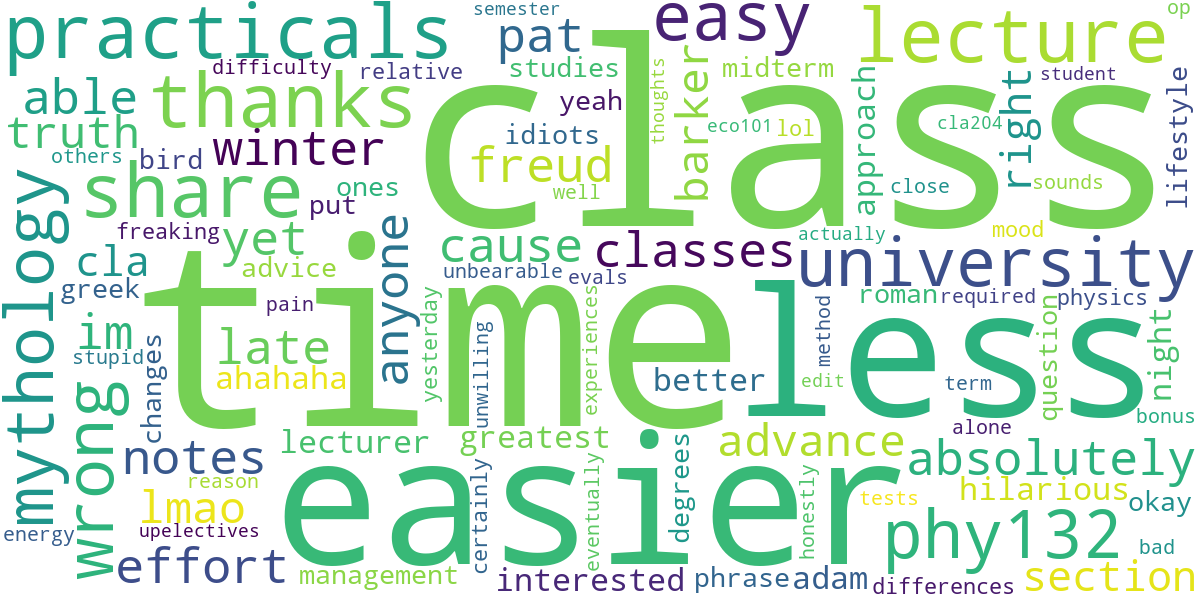 practicals
semester
pat
easy
lecture
op
difficulty
relative
studies
midterm
student
able
thanks
class
yeah
thoughts
barker
approach
right
lifestyle
truth
winter
idiots
eco101
lol
cla204
others
bird
freud
well
close
sounds
share
ones
put
mythology
freaking
yet
anyone
cause
classes
actually
mood
university
cla
advice
unbearable
evals
greek
pain
time
less
roman
required
physics
im
late
yesterday
unwilling
experiences
method
question
night
stupid
changes
ahahaha
better
edit
term
wrong
bonus
notes
lecturer
greatest
advance
alone
absolutely
reason
easier
degrees
lmao
certainly
eventually
honestly
tests
hilarious
okay
energy
upelectives
phy132
bad
effort
management
interested
phrase
adam
differences
section